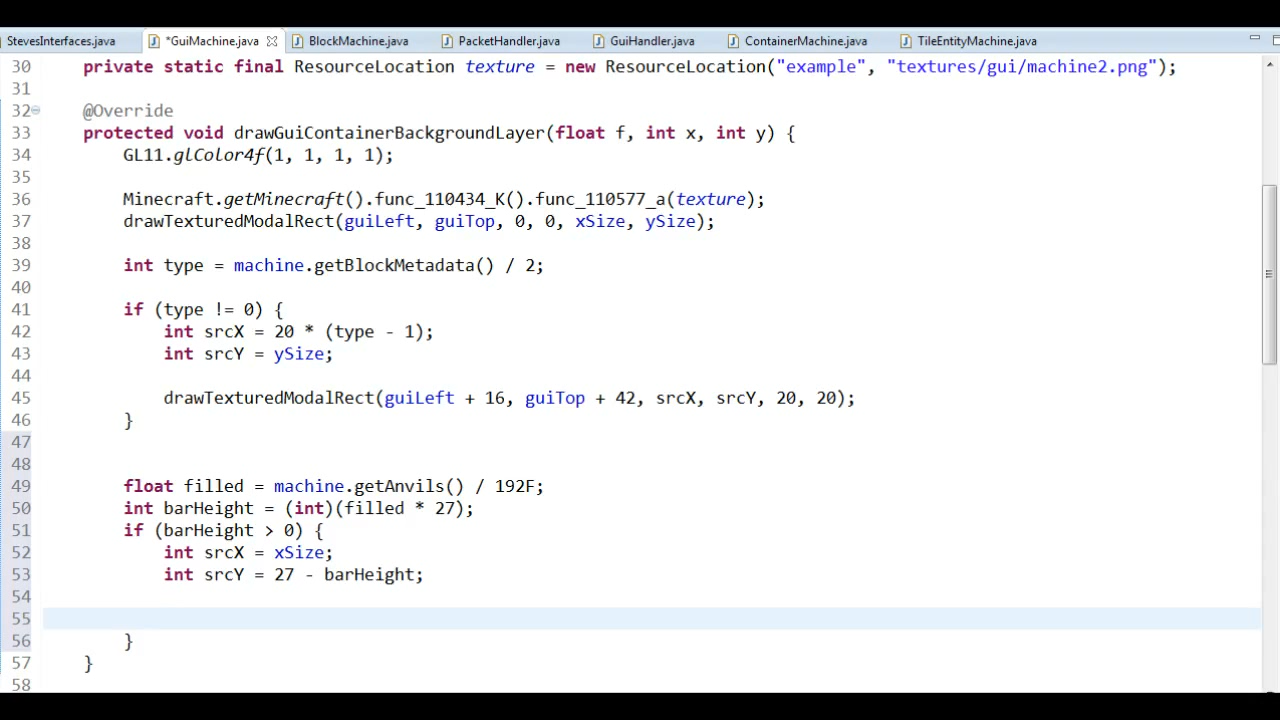 StevesInterfaces.java *GuiMachine.java BlockMachine.java PacketHandler.java GuiHandler.java ContainerMachine.java TileEntityMachine.java
30 private static final ResourceLocation texture = new ResourceLocation("example", "textures/gui/machine2.png");
31
32 @Override
33 protected void drawGuiContainerBackgroundLayer(float f, int x, int y) {
34 GL11.glColor4f(1, 1, 1, 1);
35
36 Minecraft.getMinecraft().func_110434_K().func_110577_a(texture);
37 drawTexturedModalRect(guiLeft, guiTop, 0, 0, xSize, ySize);
38
39 int type = machine.getBlockMetadata() / 2;
40
41 if (type != 0) {
42 int srcX = 20 * (type - 1);
43 int srcY = ySize;
44
45 drawTexturedModalRect(guiLeft + 16, guiTop + 42, srcX, srcY, 20, 20);
46 }
47
48
49 float filled = machine.getAnvils() / 192F;
50 int barHeight = (int)(filled * 27);
51 if (barHeight > 0) {
52 int srcX = xSize;
53 int srcY = 27 - barHeight;
54
55
56 }
57 }
58